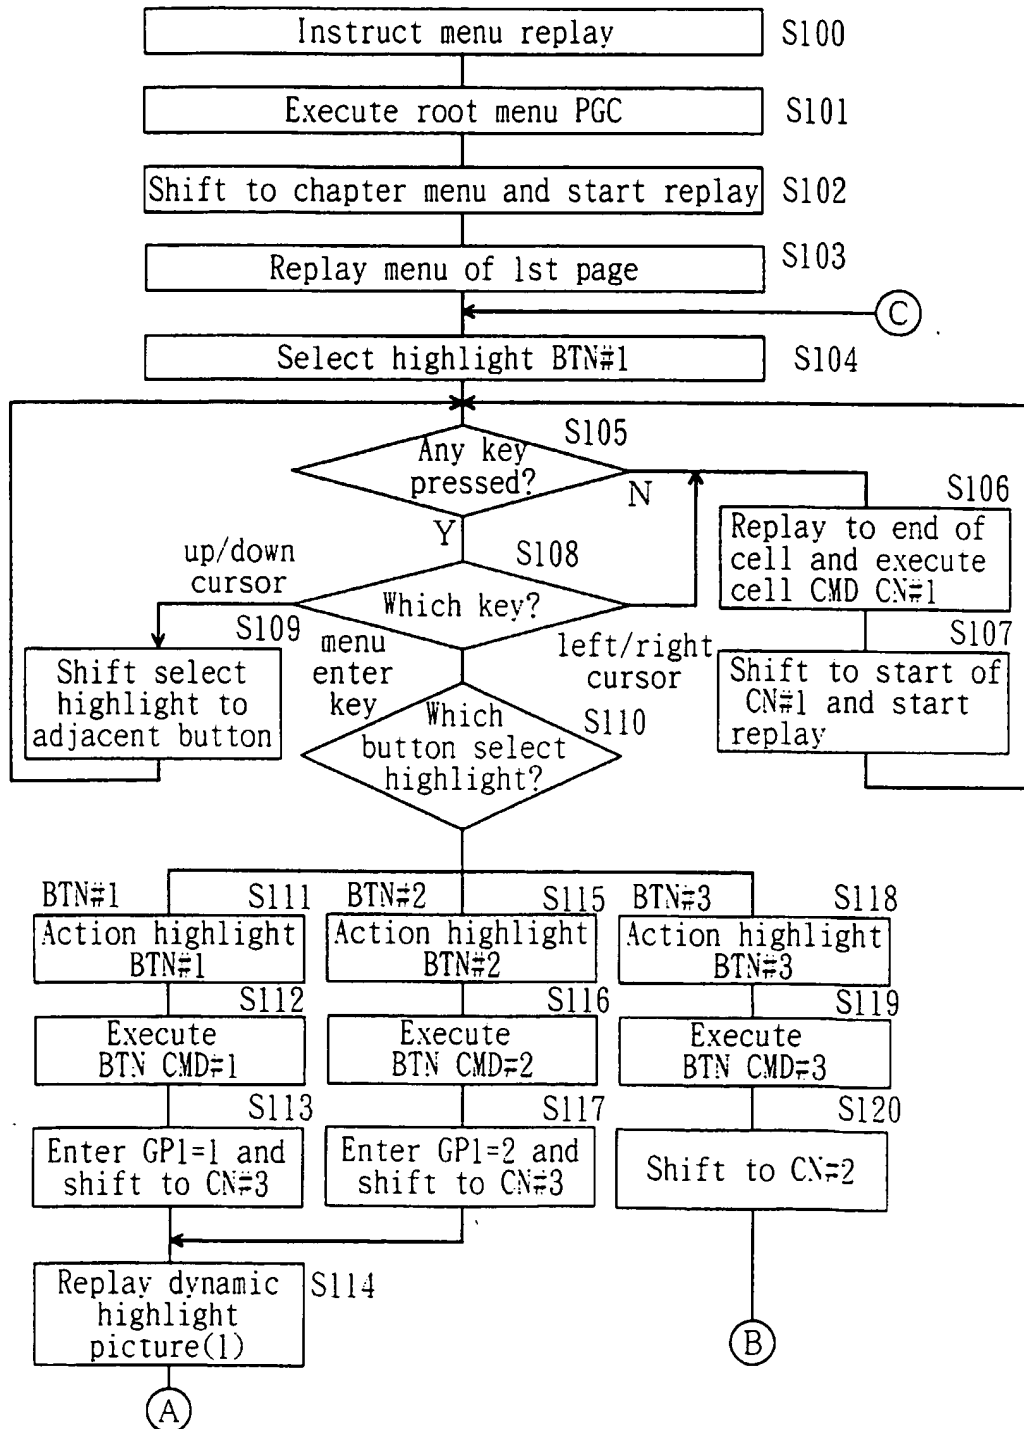 Instruct menu replay
S100
Execute root menu PGC
S101
Shift to chapter menu and start replay
S102
Replay menu of 1st page
S103
C
Select highlight BTN#1
S104
S105
Any key
pressed?
N
Y
S106
Replay to end of
cell and execute
cell CMD CN#1
up/down
cursor
S108
Which key?
S109
menu
enter
key
left/right
cursor
S107
Shift to start of
CN#1 and start
replay
Shift select
highlight to
adjacent button
S110
Which
button select
highlight?
BTN#1
S111
Action highlight
BTN#1
S112
Execute
BTN CMD#1
S113
Enter GP1=1 and
shift to CN#3
BTN#2
S115
Action highlight
BTN#2
S116
Execute
BTN CMD#2
S117
Enter GP1=2 and
shift to CN#3
BTN#3
S118
Action highlight
BTN#3
S119
Execute
BTN CMD#3
S120
Shift to CN#2
Replay dynamic
highlight
picture(1)
S114
B
A